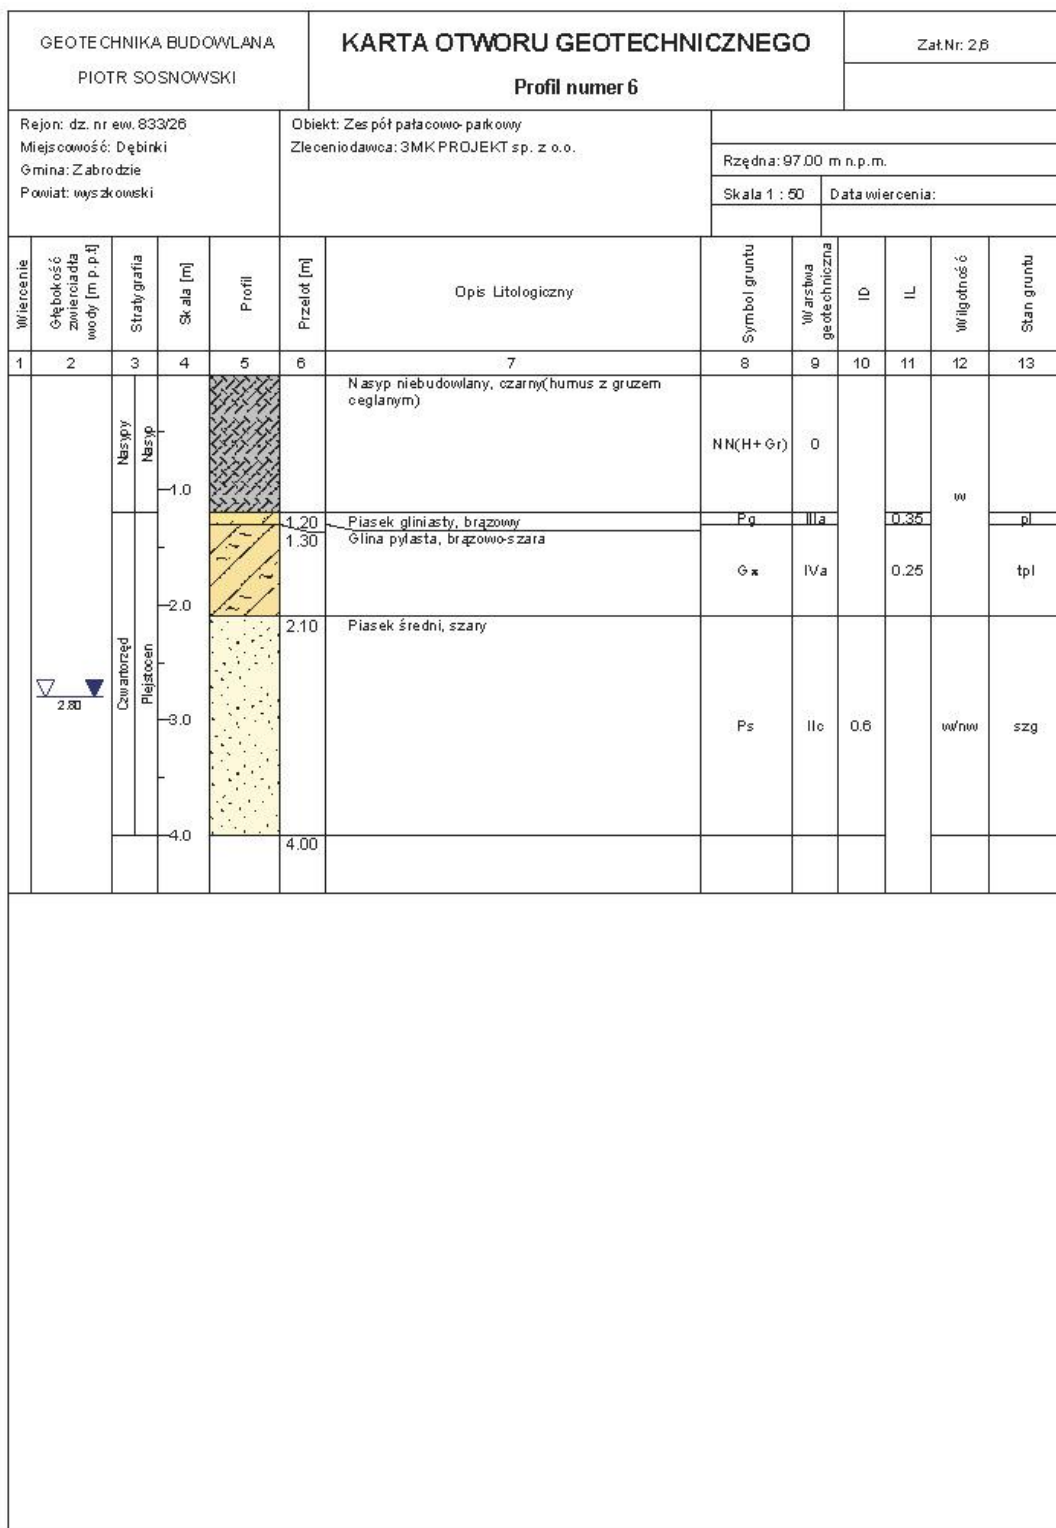 GEOTECHNIKA BUDOWLANA
PIOTR SOSNOWSKI
KARTA OTWORU GEOTECHNICZNEGO
Profil numer 6
Zał.Nr: 2,6
Rejon: dz. nr ew. 833/26
Miejscowość: Dębinki
Gmina: Zabrodzie
Powiat: wyszkowski
Obiekt: Zespół pałacowo-parkowy
Zleceniodawca: 3MK PROJEKT sp. z o.o.
Rzędna: 97.00 m n.p.m.
Skala 1 : 50
Data wiercenia:
Wiercenie
Głębokość zwierciadła wody [m p.p.t]
Stratygrafia
Skala [m]
Profil
Przelot [m]
Opis Litologiczny
Symbol gruntu
Warstwa geotechniczna
ID
IL
Wilgotność
Stan gruntu
1 2 3 4 5 6 7 8 9 10 11 12 13
Nasypy
Nasyp
Nasyp niebudowlany, czarny(humus z gruzem
ceglanym)
NN(H+Gr) 0
1.0
w
1.20 Piasek gliniasty, brązowy Pg IIIa 0.35 pl
1.30 Glina pylasta, brązowo-szara
Gπ IVa 0.25 tpl
2.0
2.10 Piasek średni, szary
Czwartorzęd
Plejstocen
2.80
3.0
Ps IIc 0.6 w/nw szg
4.0
4.00